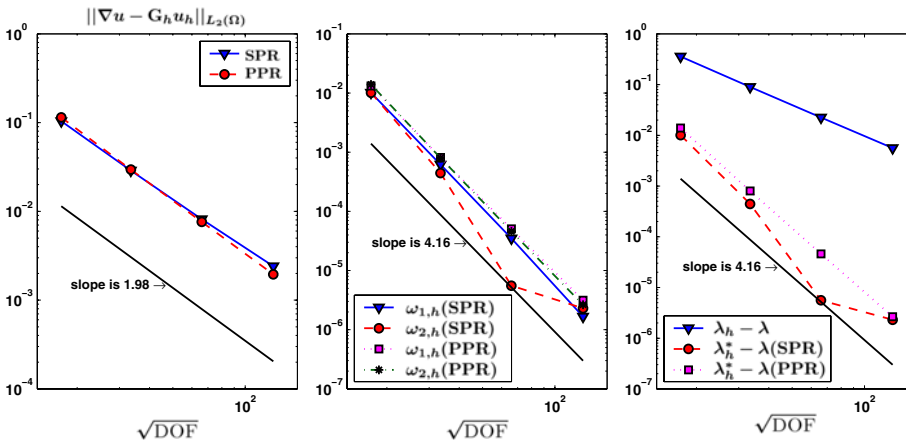 ||∇u − G_h u_h||_{L_2(Ω)}
10^0
10^{-1}
10^{-2}
10^{-3}
10^{-4}
SPR
PPR
slope is 1.98
10^2
√DOF
10^{-1}
10^{-2}
10^{-3}
10^{-4}
10^{-5}
10^{-6}
10^{-7}
slope is 4.16 →
ω_{1,h}(SPR)
ω_{2,h}(SPR)
ω_{1,h}(PPR)
ω_{2,h}(PPR)
10^2
√DOF
10^0
10^{-1}
10^{-2}
10^{-3}
10^{-4}
10^{-5}
10^{-6}
10^{-7}
slope is 4.16 →
λ_h − λ
λ_h^* − λ(SPR)
λ_h^* − λ(PPR)
10^2
√DOF